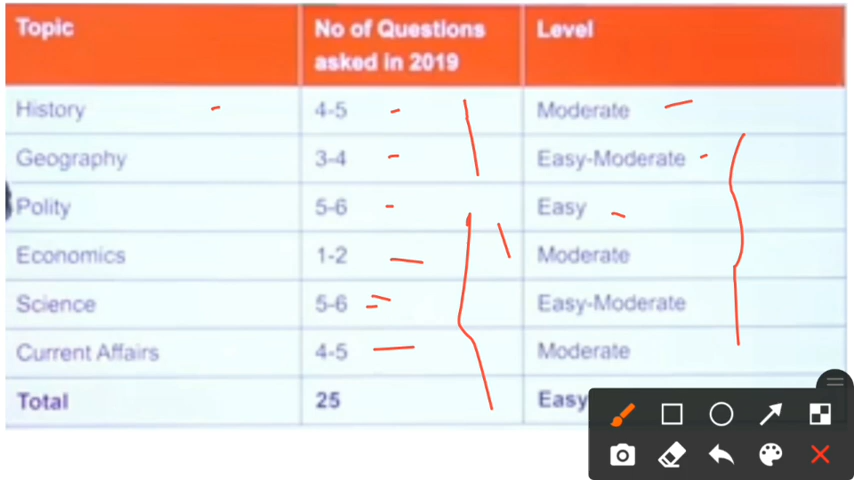 Topic No of Questions Level
asked in 2019
History 4-5 Moderate
Geography 3-4 Easy-Moderate
Polity 5-6 Easy
Economics 1-2 Moderate
Science 5-6 Easy-Moderate
Current Affairs 4-5 Moderate
Total 25 Easy